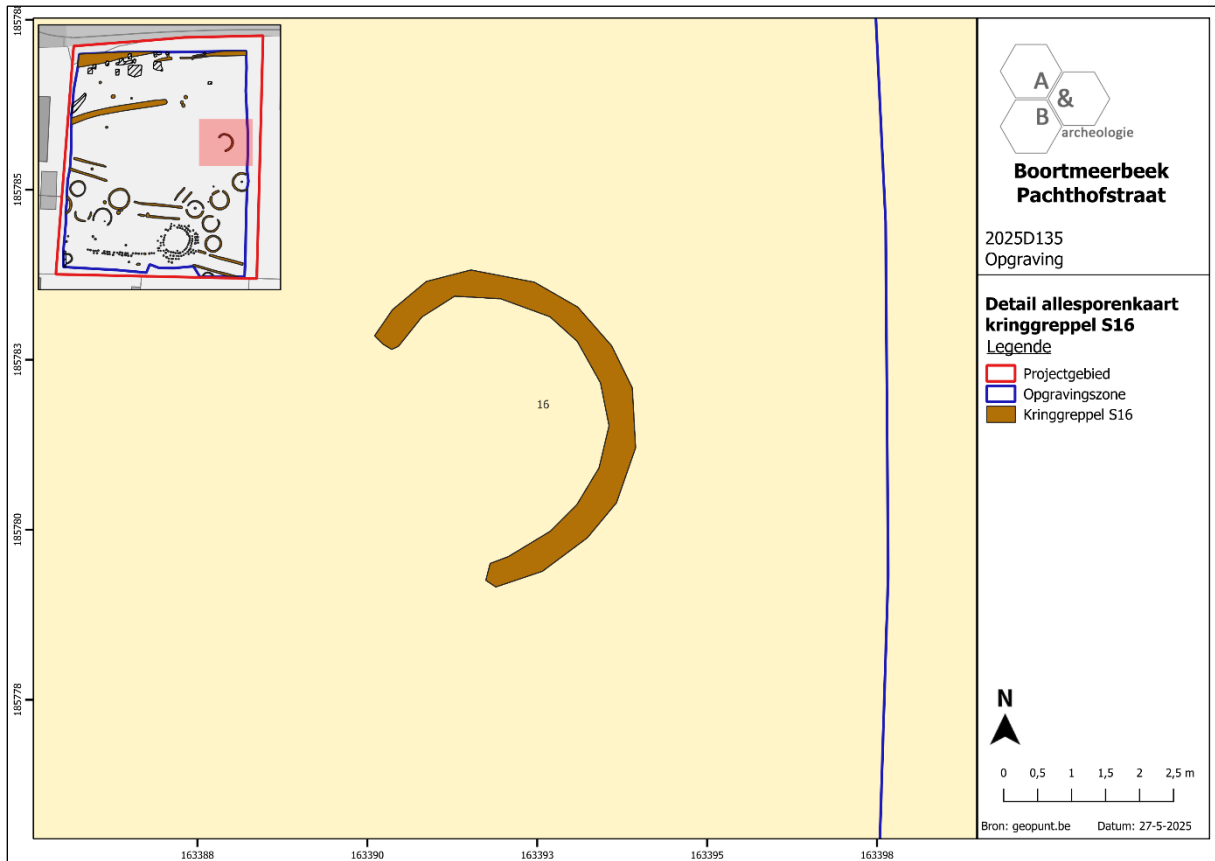 185788
185785
185783
185780
185778
163388
163390
163393
163395
163398
16
A
&
B
archeologie
Boortmeerbeek
Pachthofstraat
2025D135
Opgraving
Detail allesporenkaart
kringgreppel S16
Legende
Projectgebied
Opgravingszone
Kringgreppel S16
N
0 0,5 1 1,5 2 2,5 m
Bron: geopunt.be Datum: 27-5-2025